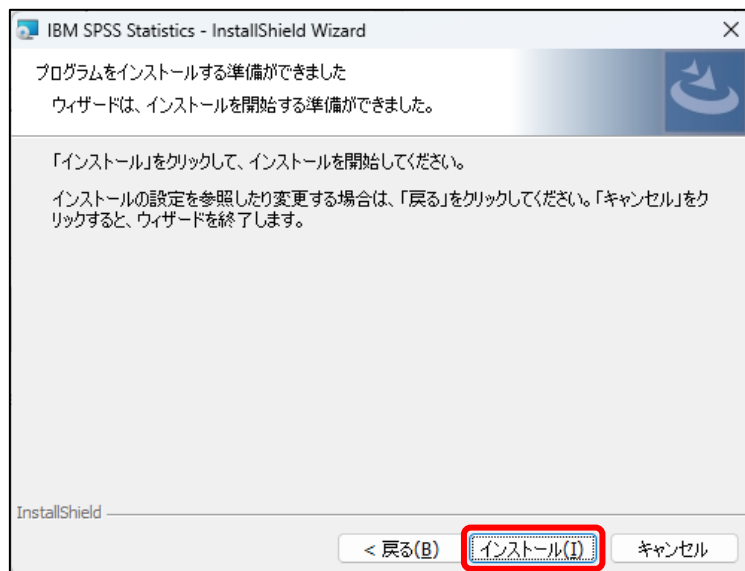 IBM SPSS Statistics - InstallShield Wizard
プログラムをインストールする準備ができました
ウィザードは、インストールを開始する準備ができました。
「インストール」をクリックして、インストールを開始してください。
インストールの設定を参照したり変更する場合は、「戻る」をクリックしてください。「キャンセル」をク
リックすると、ウィザードを終了します。
InstallShield
< 戻る(B)
インストール(I)
キャンセル